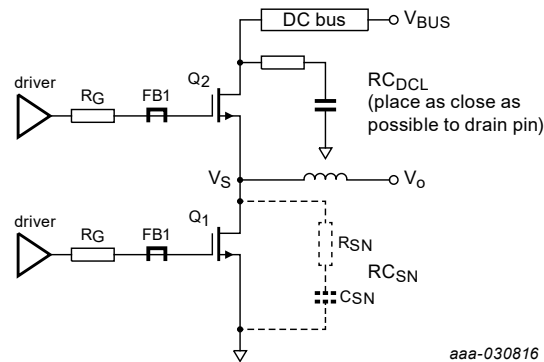 DC bus
VBUS
driver
RG
FB1
Q2
RCDCL
(place as close as
possible to drain pin)
VS
Vo
driver
RG
FB1
Q1
RSN
RCSN
CSN
aaa-030816